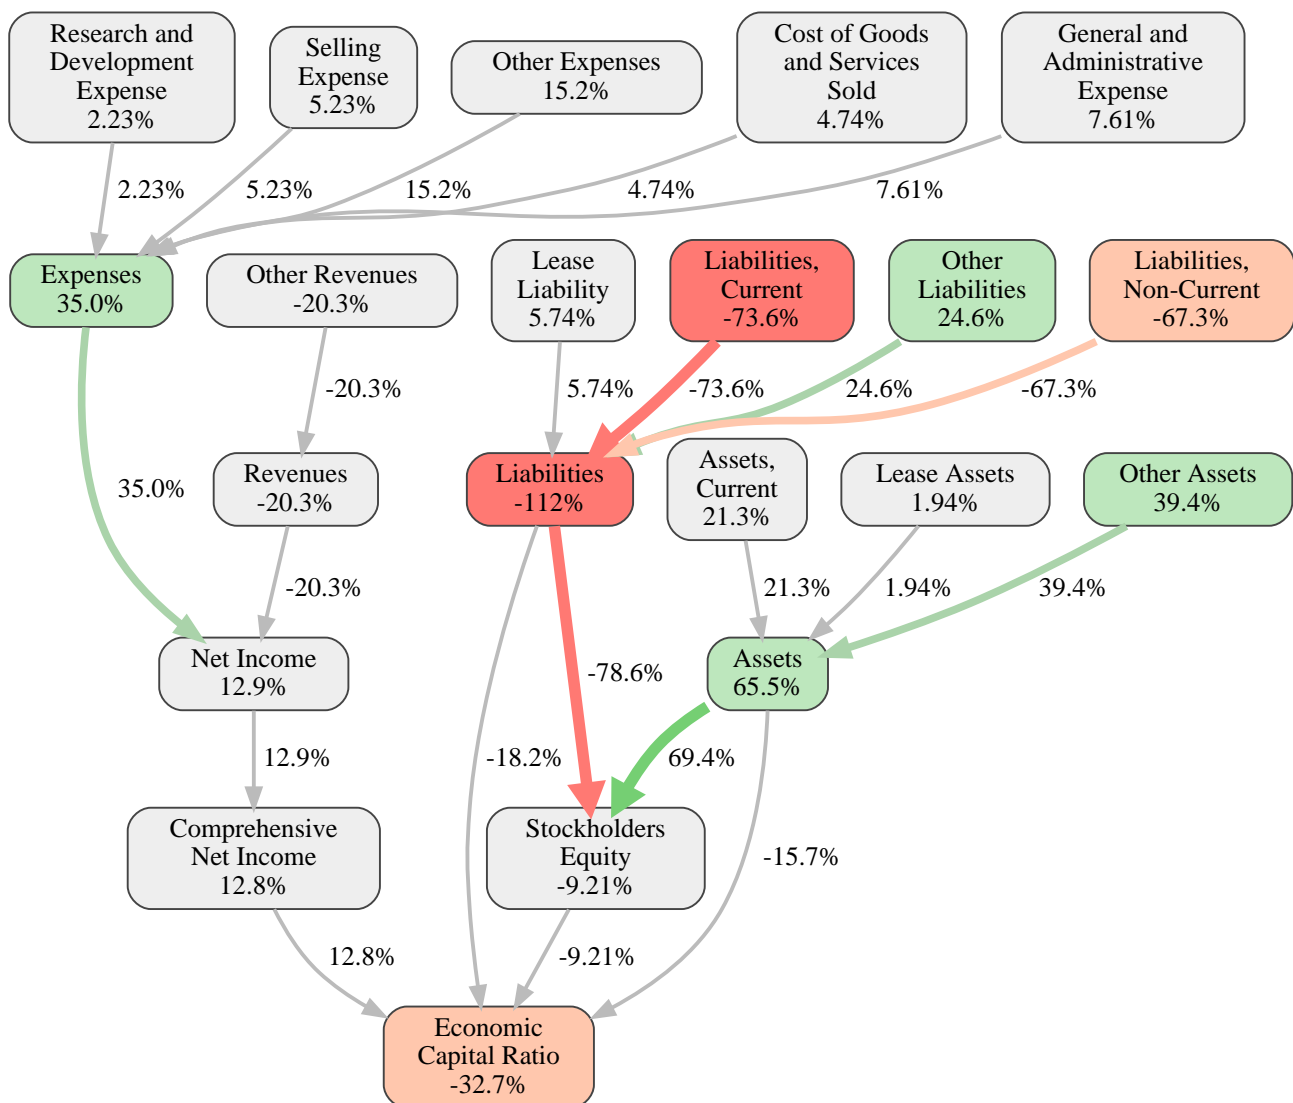 Research and
Development
Expense
2.23%
Selling
Expense
5.23%
Other Expenses
15.2%
Cost of Goods
and Services
Sold
4.74%
General and
Administrative
Expense
7.61%
2.23%
5.23%
15.2%
4.74%
7.61%
Expenses
35.0%
Other Revenues
-20.3%
Lease
Liability
5.74%
Liabilities,
Current
-73.6%
Other
Liabilities
24.6%
Liabilities,
Non-Current
-67.3%
-20.3%
5.74%
-73.6%
24.6%
-67.3%
35.0%
Revenues
-20.3%
Liabilities
-112%
Assets,
Current
21.3%
Lease Assets
1.94%
Other Assets
39.4%
-20.3%
21.3%
1.94%
39.4%
Net Income
12.9%
-78.6%
Assets
65.5%
12.9%
-18.2%
69.4%
Comprehensive
Net Income
12.8%
Stockholders
Equity
-9.21%
-15.7%
12.8%
-9.21%
Economic
Capital Ratio
-32.7%